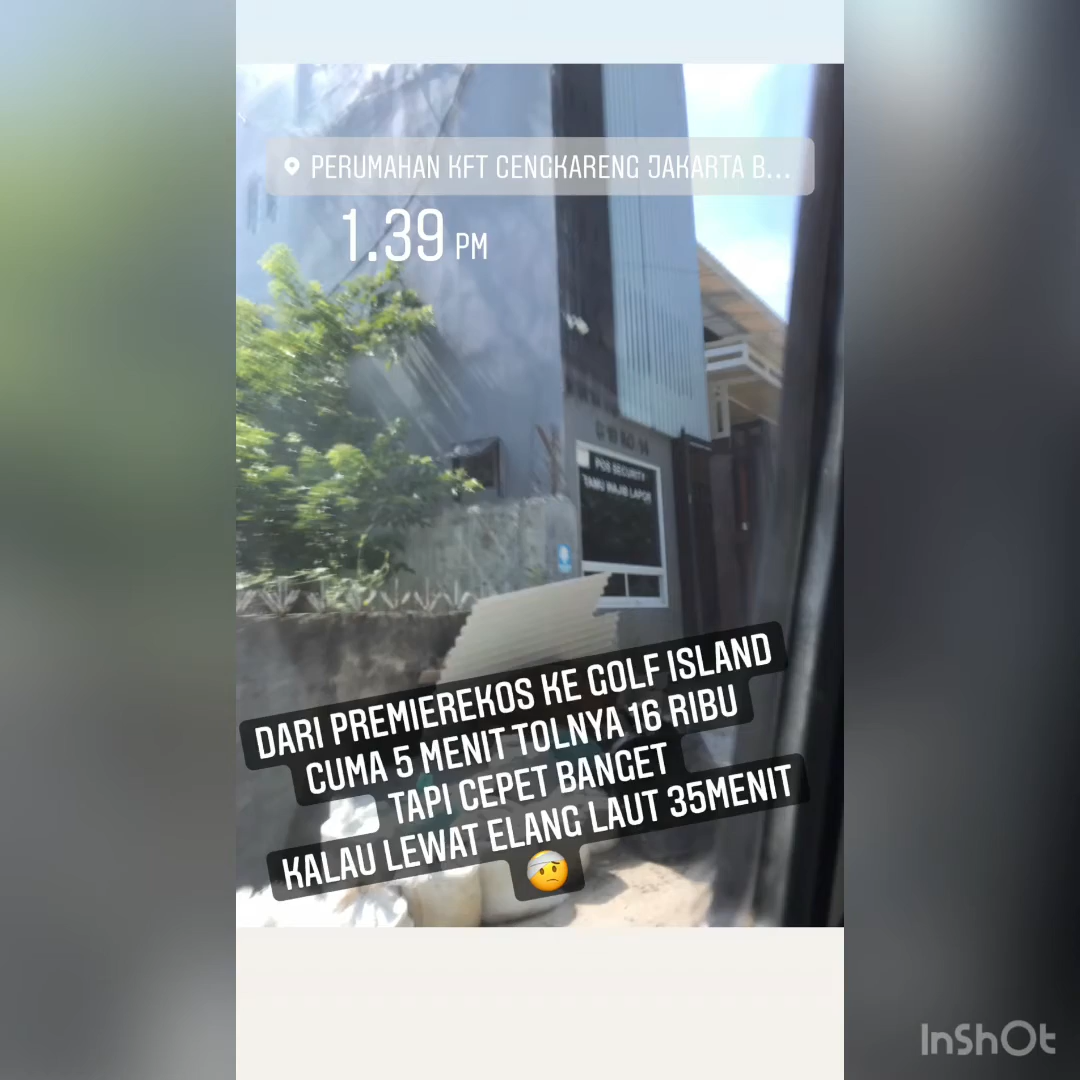 PERUMAHAN KFT CENGKARENG JAKARTA B...
1.39 PM
POS SECURITY
TAMU WAJIB LAPOR
DARI PREMIEREKOS KE GOLF ISLAND
CUMA 5 MENIT TOLNYA 16 RIBU
TAPI CEPET BANGET
KALAU LEWAT ELANG LAUT 35MENIT
InShOt